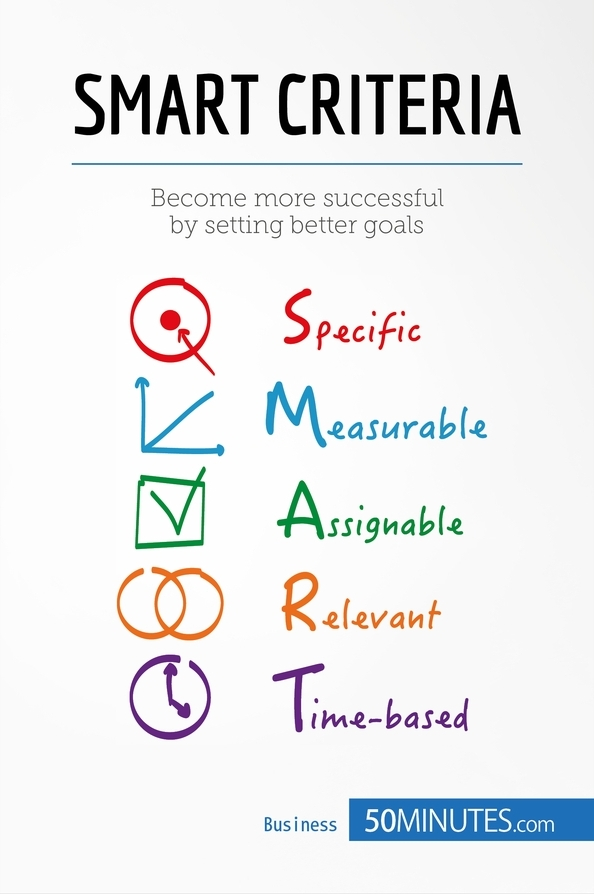 SMART CRITERIA
Become more successful
by setting better goals
Specific
Measurable
Assignable
Relevant
Time-based
Business 50MINUTES.com